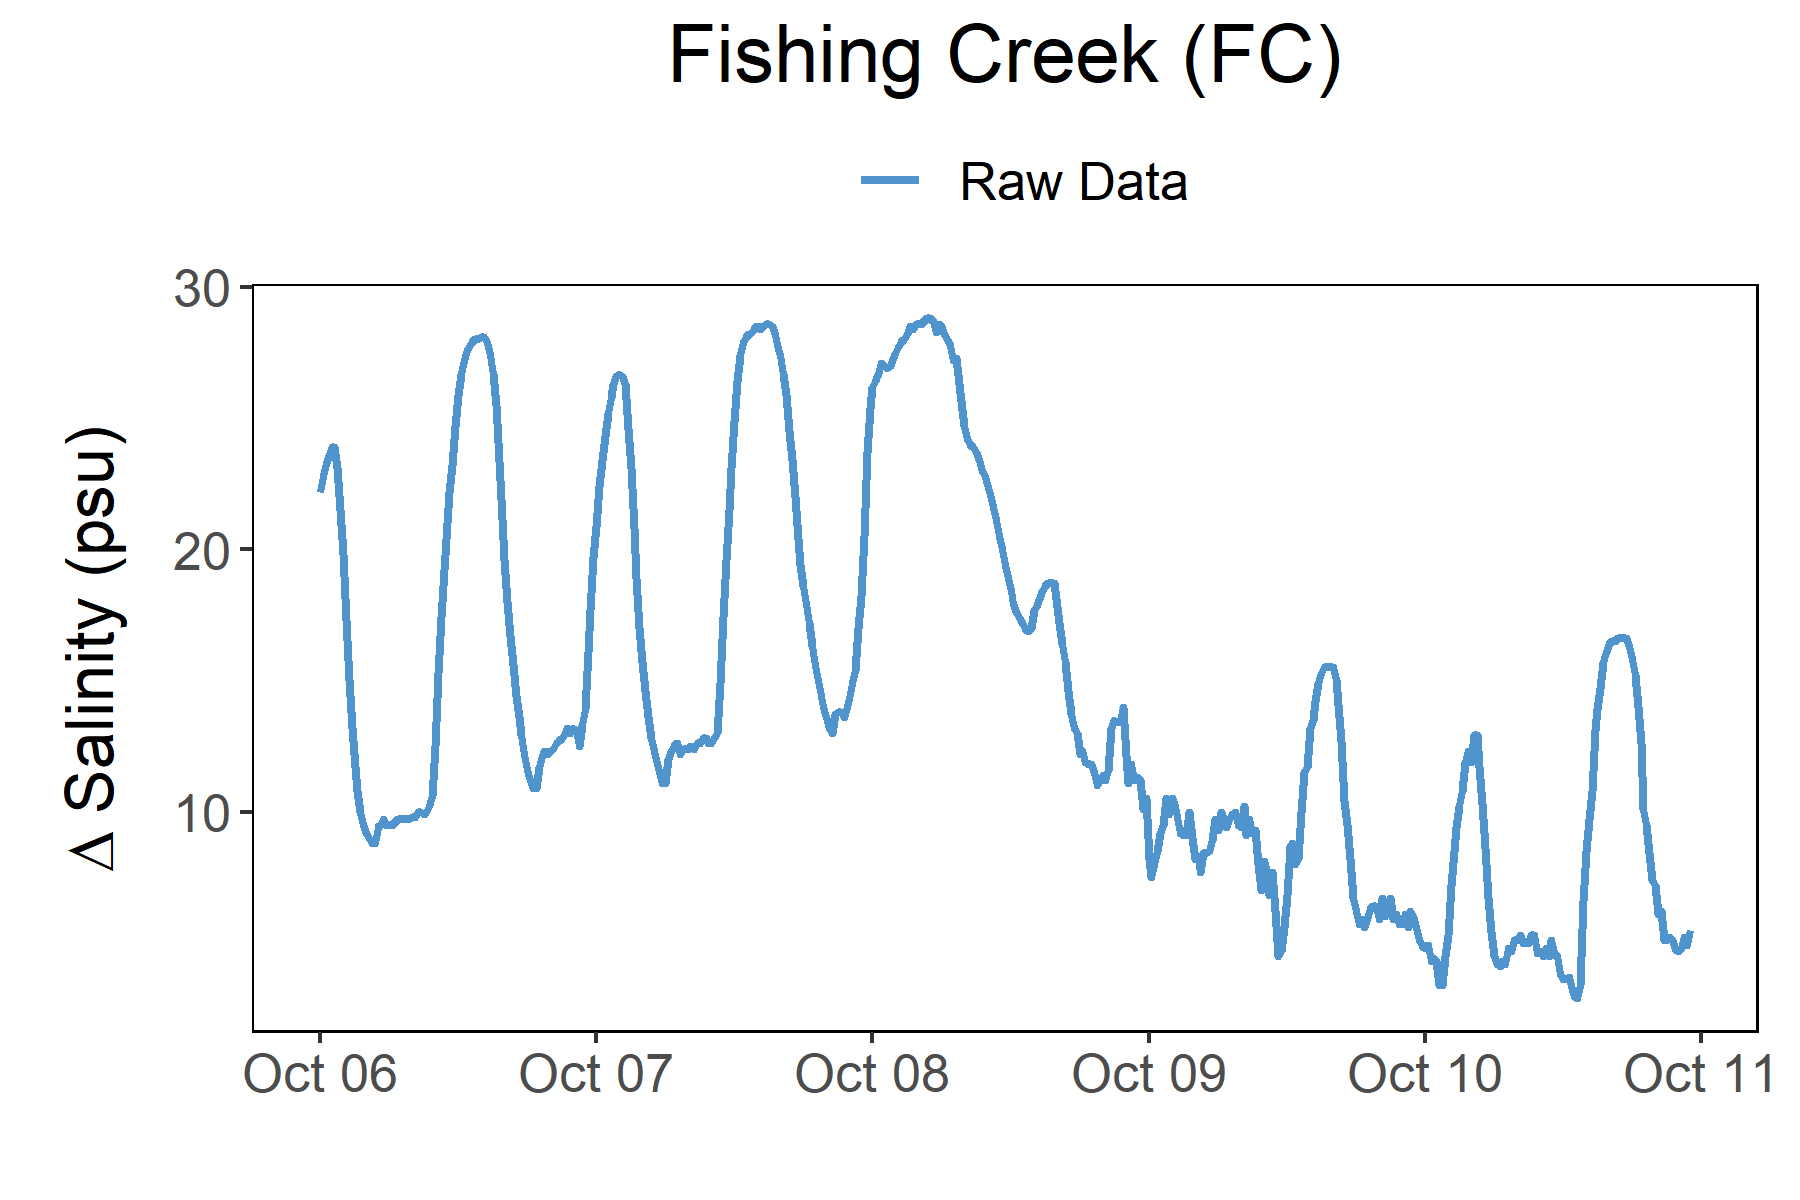 Fishing Creek (FC)
Raw Data
Δ Salinity (psu)
30
20
10
Oct 06
Oct 07
Oct 08
Oct 09
Oct 10
Oct 11